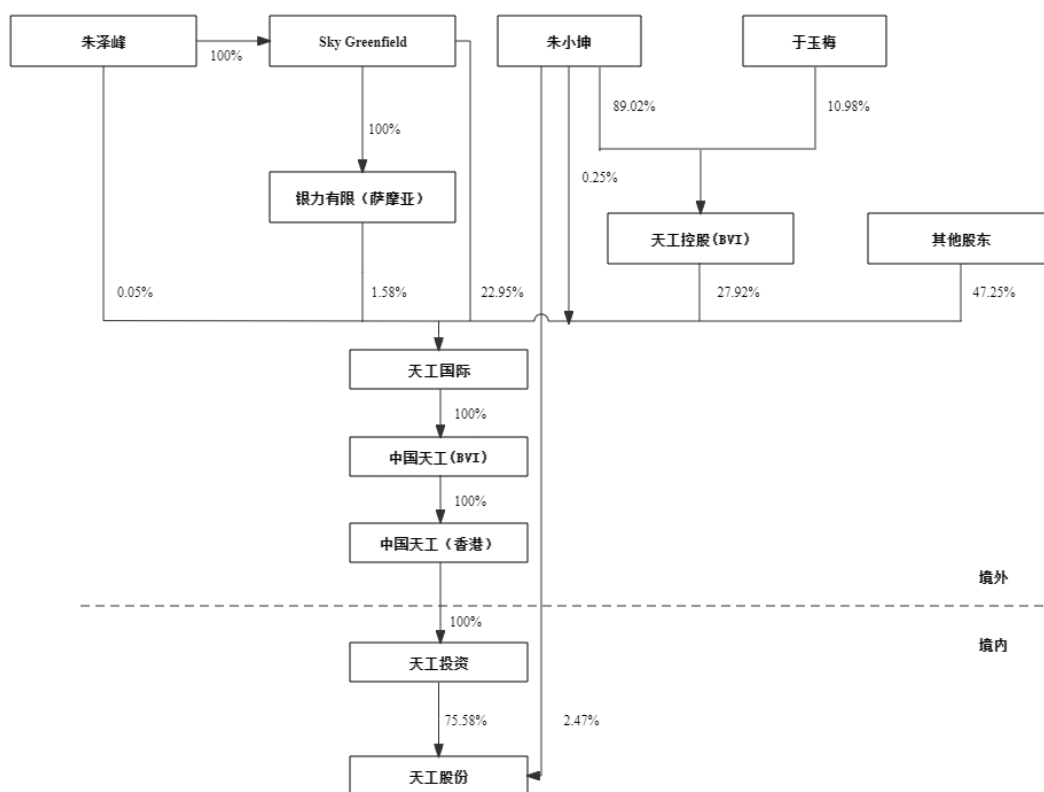 朱泽峰
100%
Sky Greenfield
朱小坤
于玉梅
100%
89.02%
10.98%
银力有限（萨摩亚）
0.25%
天工控股(BVI)
其他股东
0.05%
1.58%
22.95%
27.92%
47.25%
天工国际
100%
中国天工(BVI)
100%
中国天工（香港）
境外
100%
境内
天工投资
75.58%
2.47%
天工股份